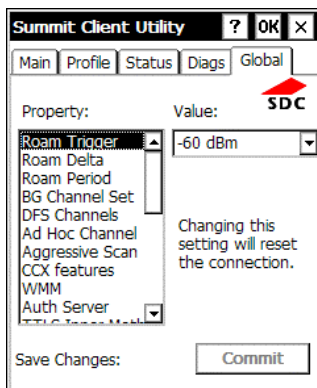 Summit Client Utility ? OK ×
Main Profile Status Diags Global
SDC
Property: Value:
Roam Trigger -60 dBm
Roam Delta
Roam Period
BG Channel Set
DFS Channels
Ad Hoc Channel
Aggressive Scan
CCX features
WMM
Auth Server
Changing this
setting will reset
the connection.
Save Changes: Commit